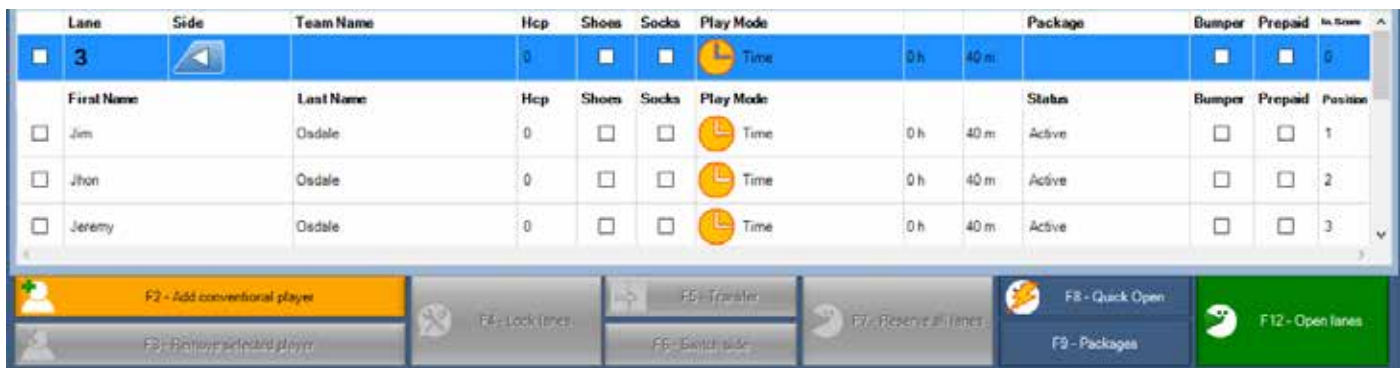 Lane Side Team Name Hcp Shoes Socks Play Mode Package Bumper Prepaid In. Score
3 0 Time 0 h 40 m 0
First Name Last Name Hcp Shoes Socks Play Mode Status Bumper Prepaid Position
Jim Osdale 0 Time 0 h 40 m Active 1
Jhon Osdale 0 Time 0 h 40 m Active 2
Jeremy Osdale 0 Time 0 h 40 m Active 3
F2 - Add conventional player
F3 - Remove selected player
F4 - Lock lanes
F5 - Transfer
F6 - Switch side
F7 - Reserve all lanes
F8 - Quick Open
F9 - Packages
F12 - Open lanes